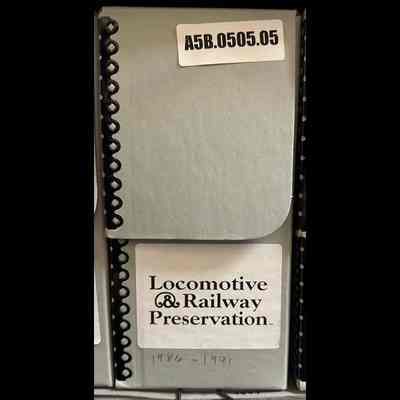 A5B.0505.05
Locomotive
& Railway
Preservation
1986-1991